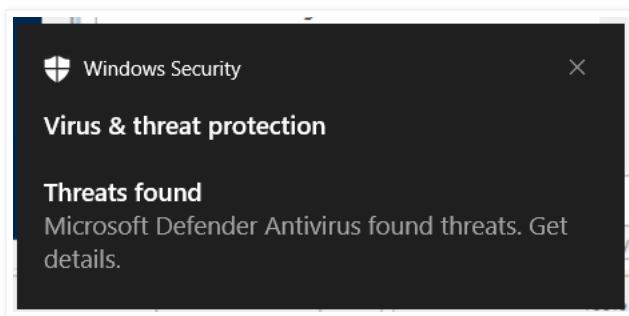 Windows Security
Virus & threat protection
Threats found
Microsoft Defender Antivirus found threats. Get
details.